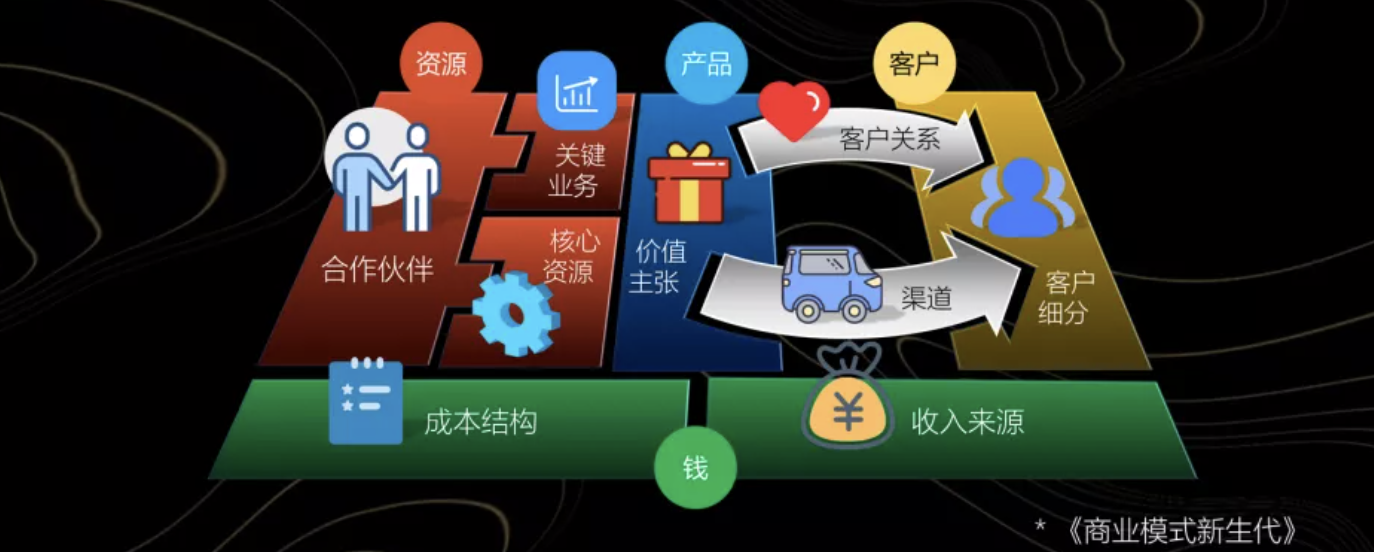 资源
产品
客户
关键
业务
客户关系
合作伙伴
核心
资源
价值
主张
渠道
客户
细分
成本结构
¥
收入来源
钱
* 《商业模式新生代》